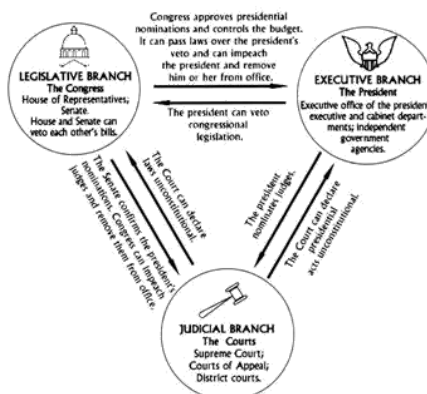 Congress approves presidential
nominations and controls the budget.
It can pass laws over the president's
veto and can impeach
the president and remove
him or her from office.
LEGISLATIVE BRANCH
The Congress
House of Representatives;
Senate.
House and Senate can
veto each other's bills.
EXECUTIVE BRANCH
The President
Executive office of the president
executive and cabinet depart-
ments; independent
government
agencies.
The president can veto
congressional
legislation.
The Senate confirms the president's
nominations. Congress can impeach
judges and remove them from office.
The Court can declare
laws unconstitutional.
The president
nominates judges.
The Court can declare
presidential
acts unconstitutional.
JUDICIAL BRANCH
The Courts
Supreme Court;
Courts of Appeal;
District courts.